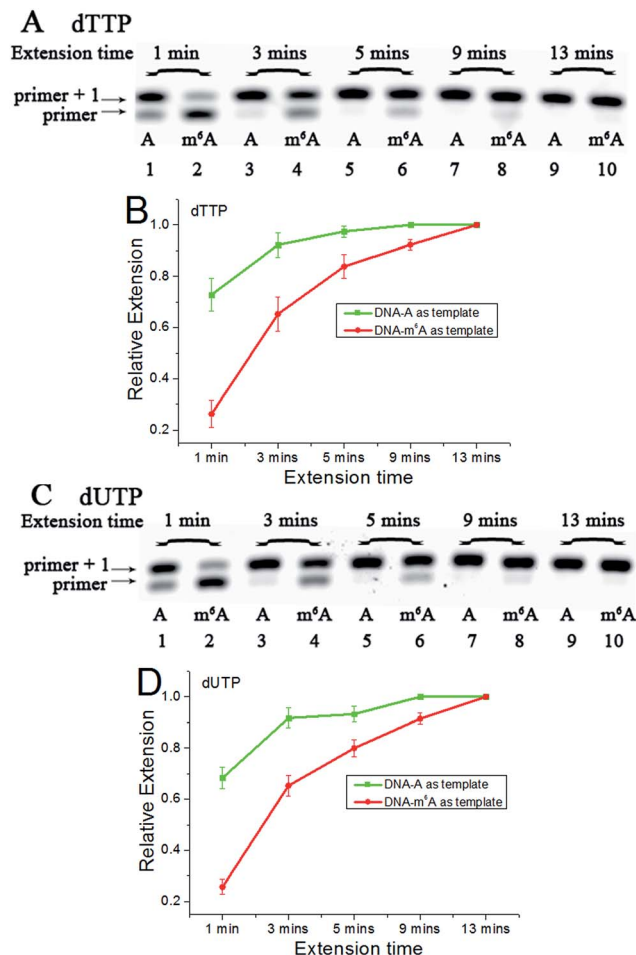 A dTTP
Extension time 1 min 3 mins 5 mins 9 mins 13 mins
primer + 1
primer
A m⁶A A m⁶A A m⁶A A m⁶A A m⁶A
1 2 3 4 5 6 7 8 9 10
B
dTTP
1.0
0.8
0.6
0.4
0.2
Relative Extension
DNA-A as template
DNA-m⁶A as template
1 min 3 mins 5 mins 9 mins 13 mins
Extension time
C dUTP
Extension time 1 min 3 mins 5 mins 9 mins 13 mins
primer + 1
primer
A m⁶A A m⁶A A m⁶A A m⁶A A m⁶A
1 2 3 4 5 6 7 8 9 10
D
dUTP
1.0
0.8
0.6
0.4
0.2
Relative Extension
DNA-A as template
DNA-m⁶A as template
1 min 3 mins 5 mins 9 mins 13 mins
Extension time